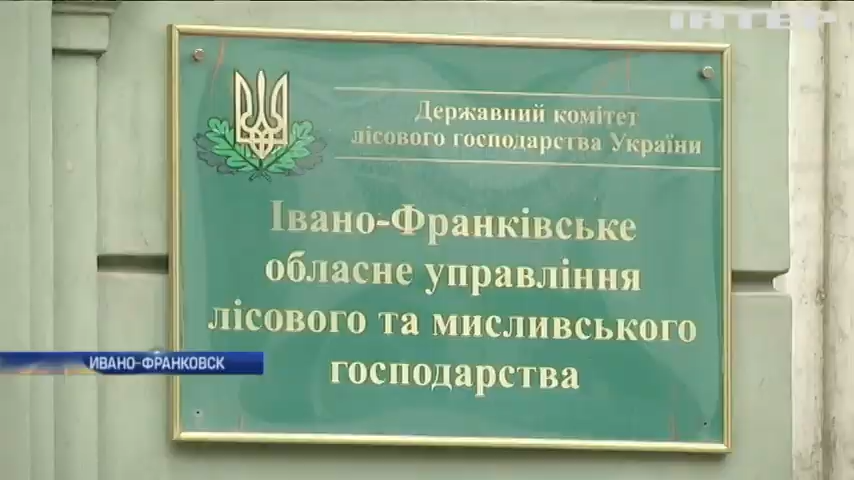 ІНТЕР
Державний комітет
лісового господарства України
Івано-Франківське
обласне управління
лісового та мисливського
господарства
ИВАНО-ФРАНКОВСК